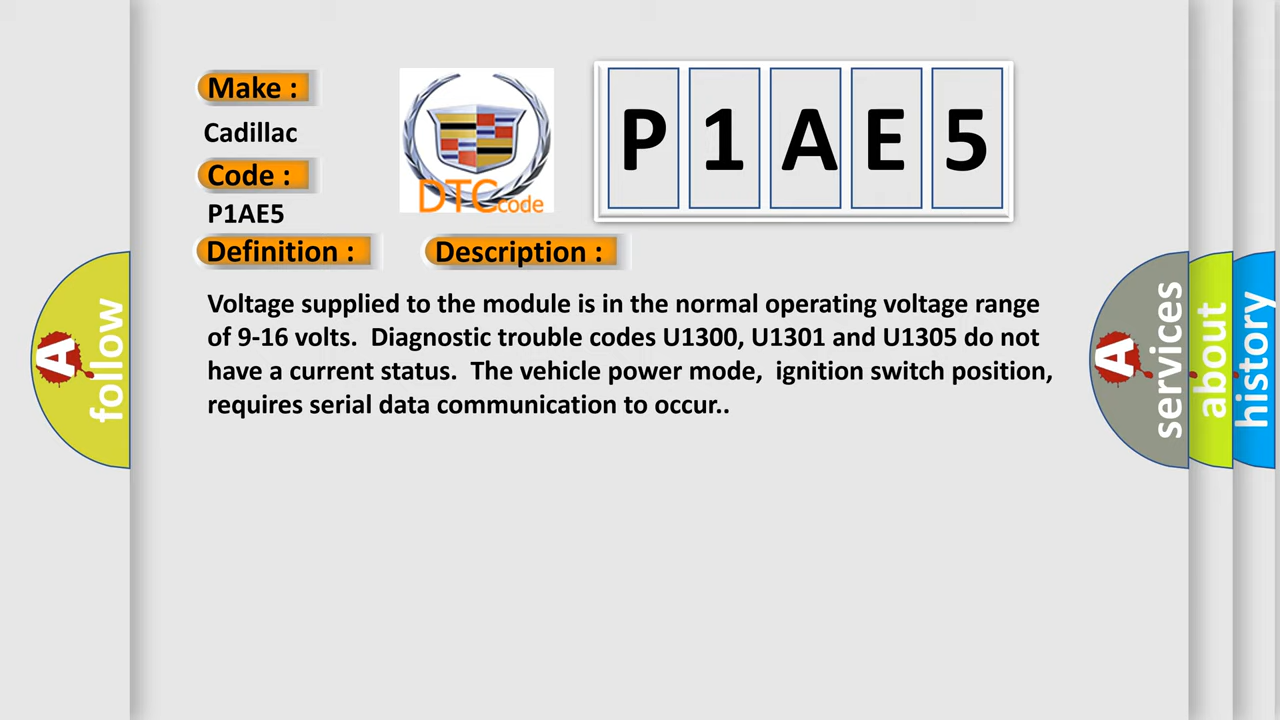 Make :
Cadillac
Code :
P1AE5
Definition :
Description :
DTCcode
P1AE5
Voltage supplied to the module is in the normal operating voltage range
of 9-16 volts  Diagnostic trouble codes U1300, U1301 and U1305 do not
have a current status  The vehicle power mode,  ignition switch position,
requires serial data communication to occur..
A follow
A services
about
history